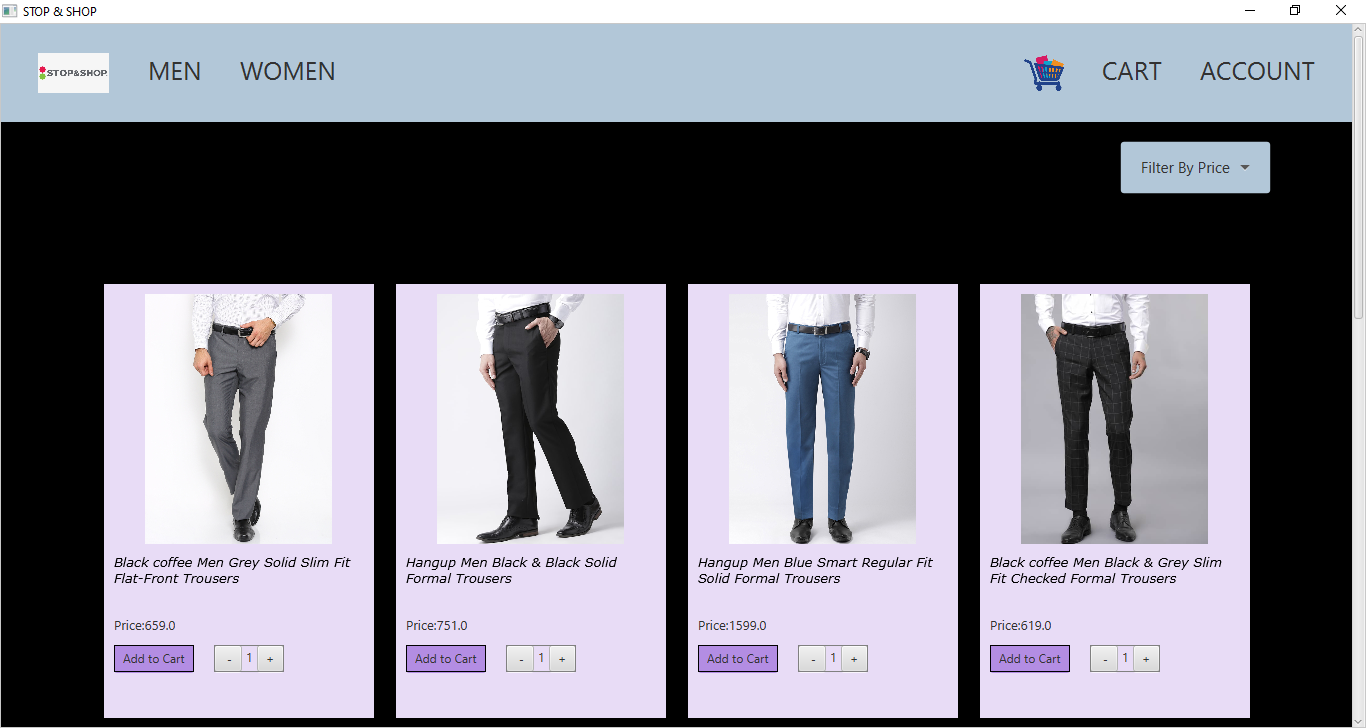 STOP & SHOP
STOP&SHOP MEN WOMEN CART ACCOUNT
Filter By Price
Black coffee Men Grey Solid Slim Fit
Flat-Front Trousers
Price:659.0
Add to Cart - 1 +
Hangup Men Black & Black Solid
Formal Trousers
Price:751.0
Add to Cart - 1 +
Hangup Men Blue Smart Regular Fit
Solid Formal Trousers
Price:1599.0
Add to Cart - 1 +
Black coffee Men Black & Grey Slim
Fit Checked Formal Trousers
Price:619.0
Add to Cart - 1 +